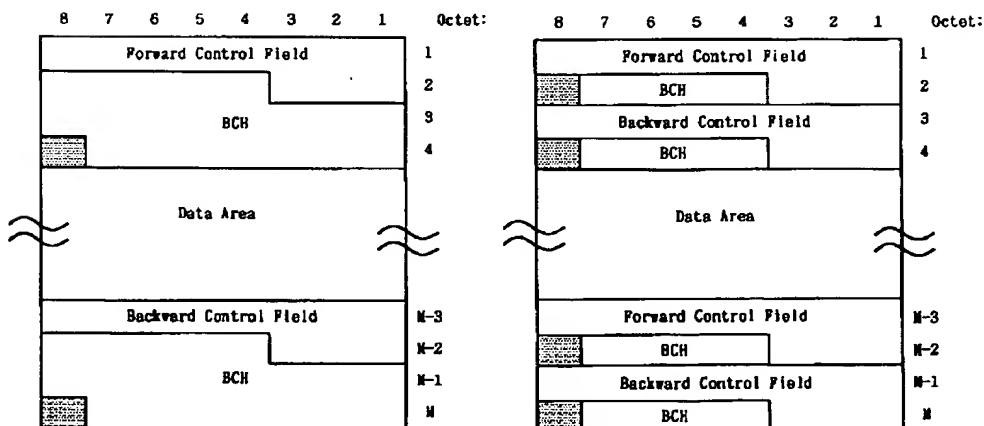 8 7 6 5 4 3 2 1 Octet:
Forward Control Field 1
2
BCH 3
4
Data Area
Backward Control Field M-3
M-2
BCH M-1
M
8 7 6 5 4 3 2 1 Octet:
Forward Control Field 1
BCH 2
Backward Control Field 3
BCH 4
Data Area
Forward Control Field M-3
BCH M-2
Backward Control Field M-1
BCH M